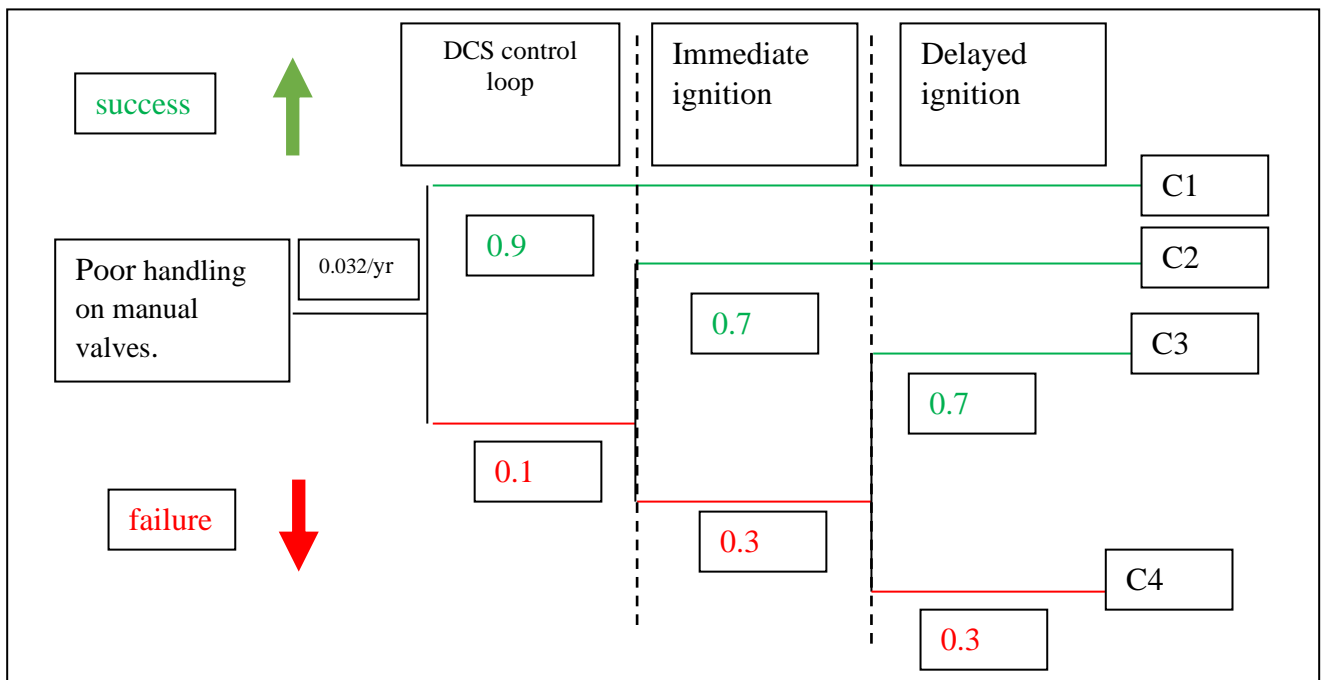 DCS control
loop
Immediate
ignition
Delayed
ignition
success
C1
0.9
C2
Poor handling
on manual
valves.
0.032/yr
0.7
C3
0.7
0.1
failure
0.3
C4
0.3